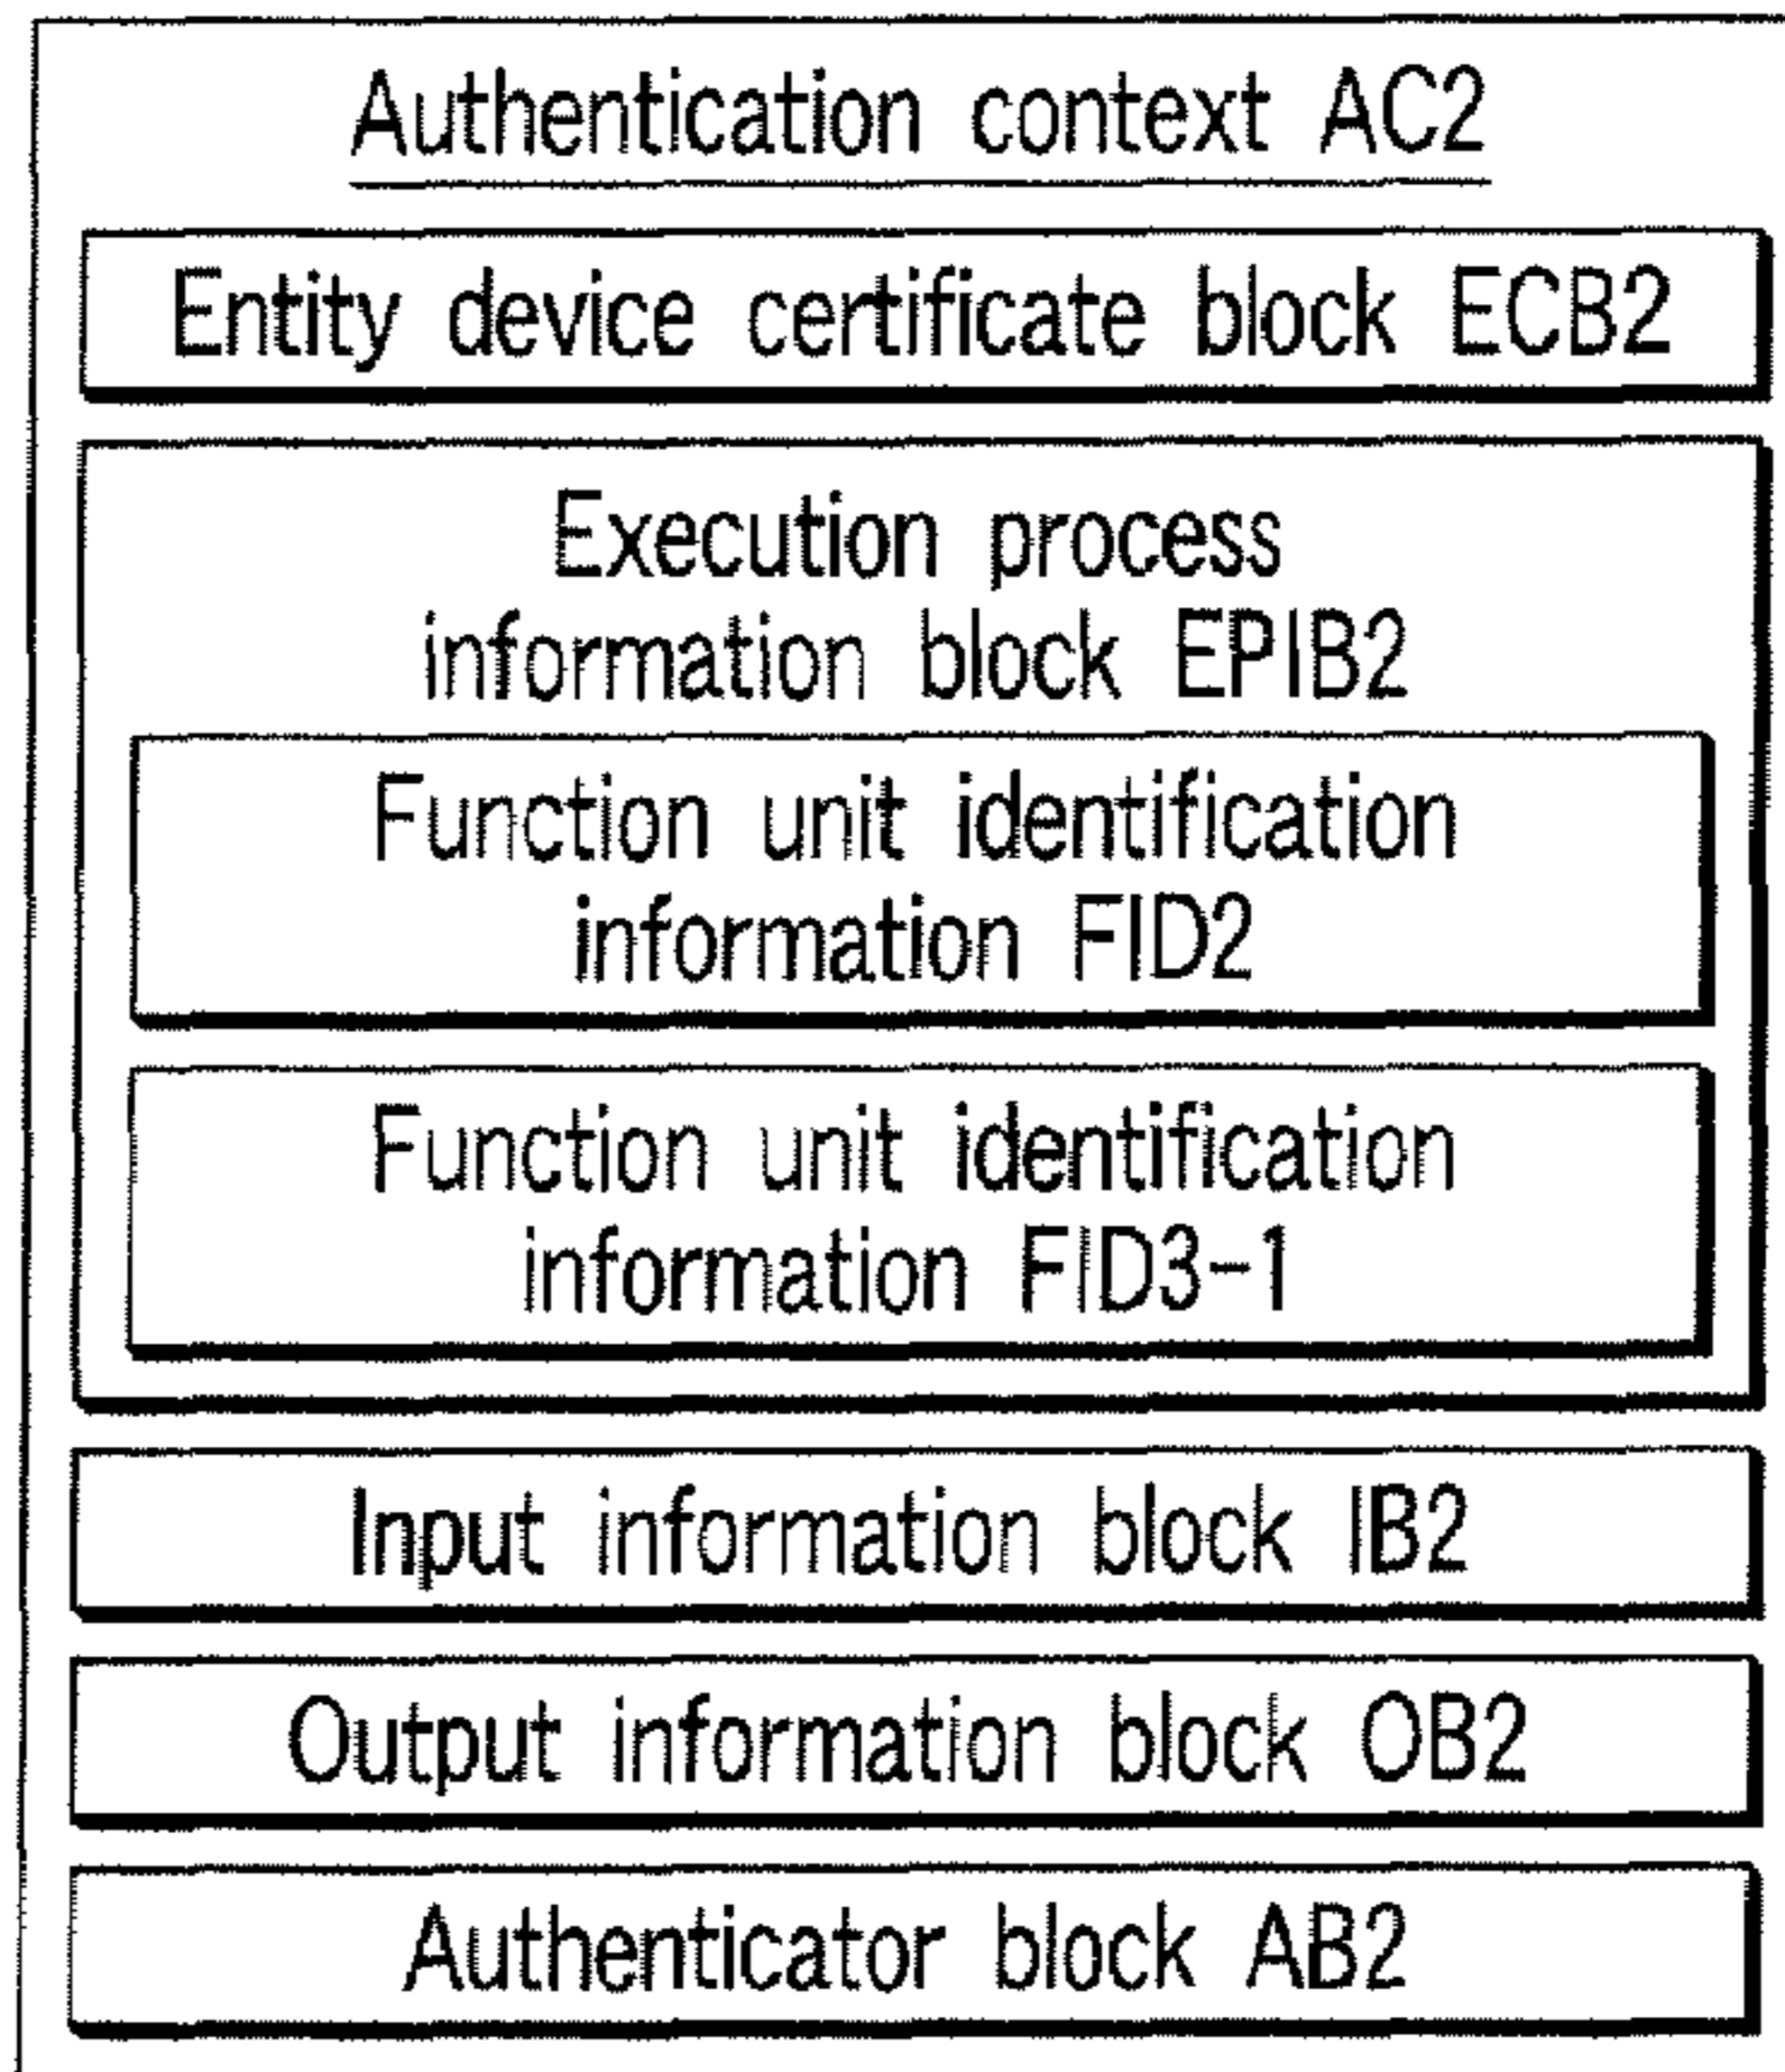 Authentication context AC2
Entity device certificate block ECB2
Execution process
information block EPIB2
Function unit identification
information FID2
Function unit identification
information FID3-1
Input information block IB2
Output information block OB2
Authenticator block AB2